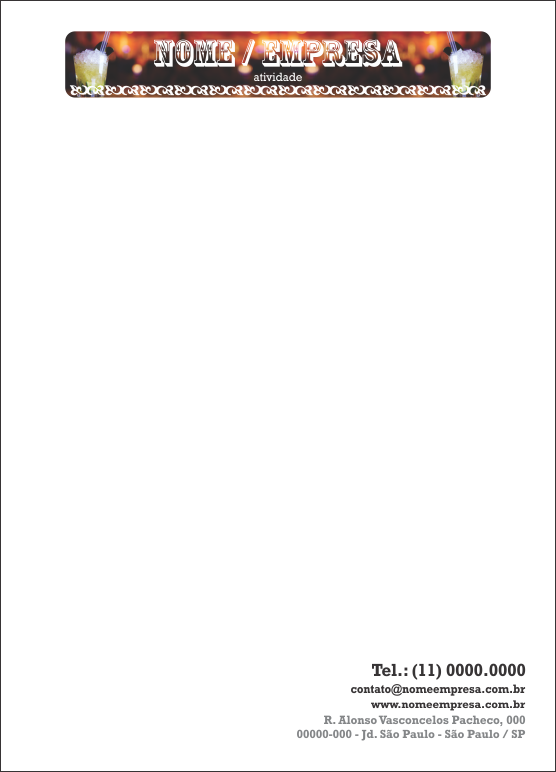 NOME / EMPRESA
atividade
Tel.: (11) 0000.0000
contato@nomeempresa.com.br
www.nomeempresa.com.br
R. Alonso Vasconcelos Pacheco, 000
00000-000 - Jd. São Paulo - São Paulo / SP